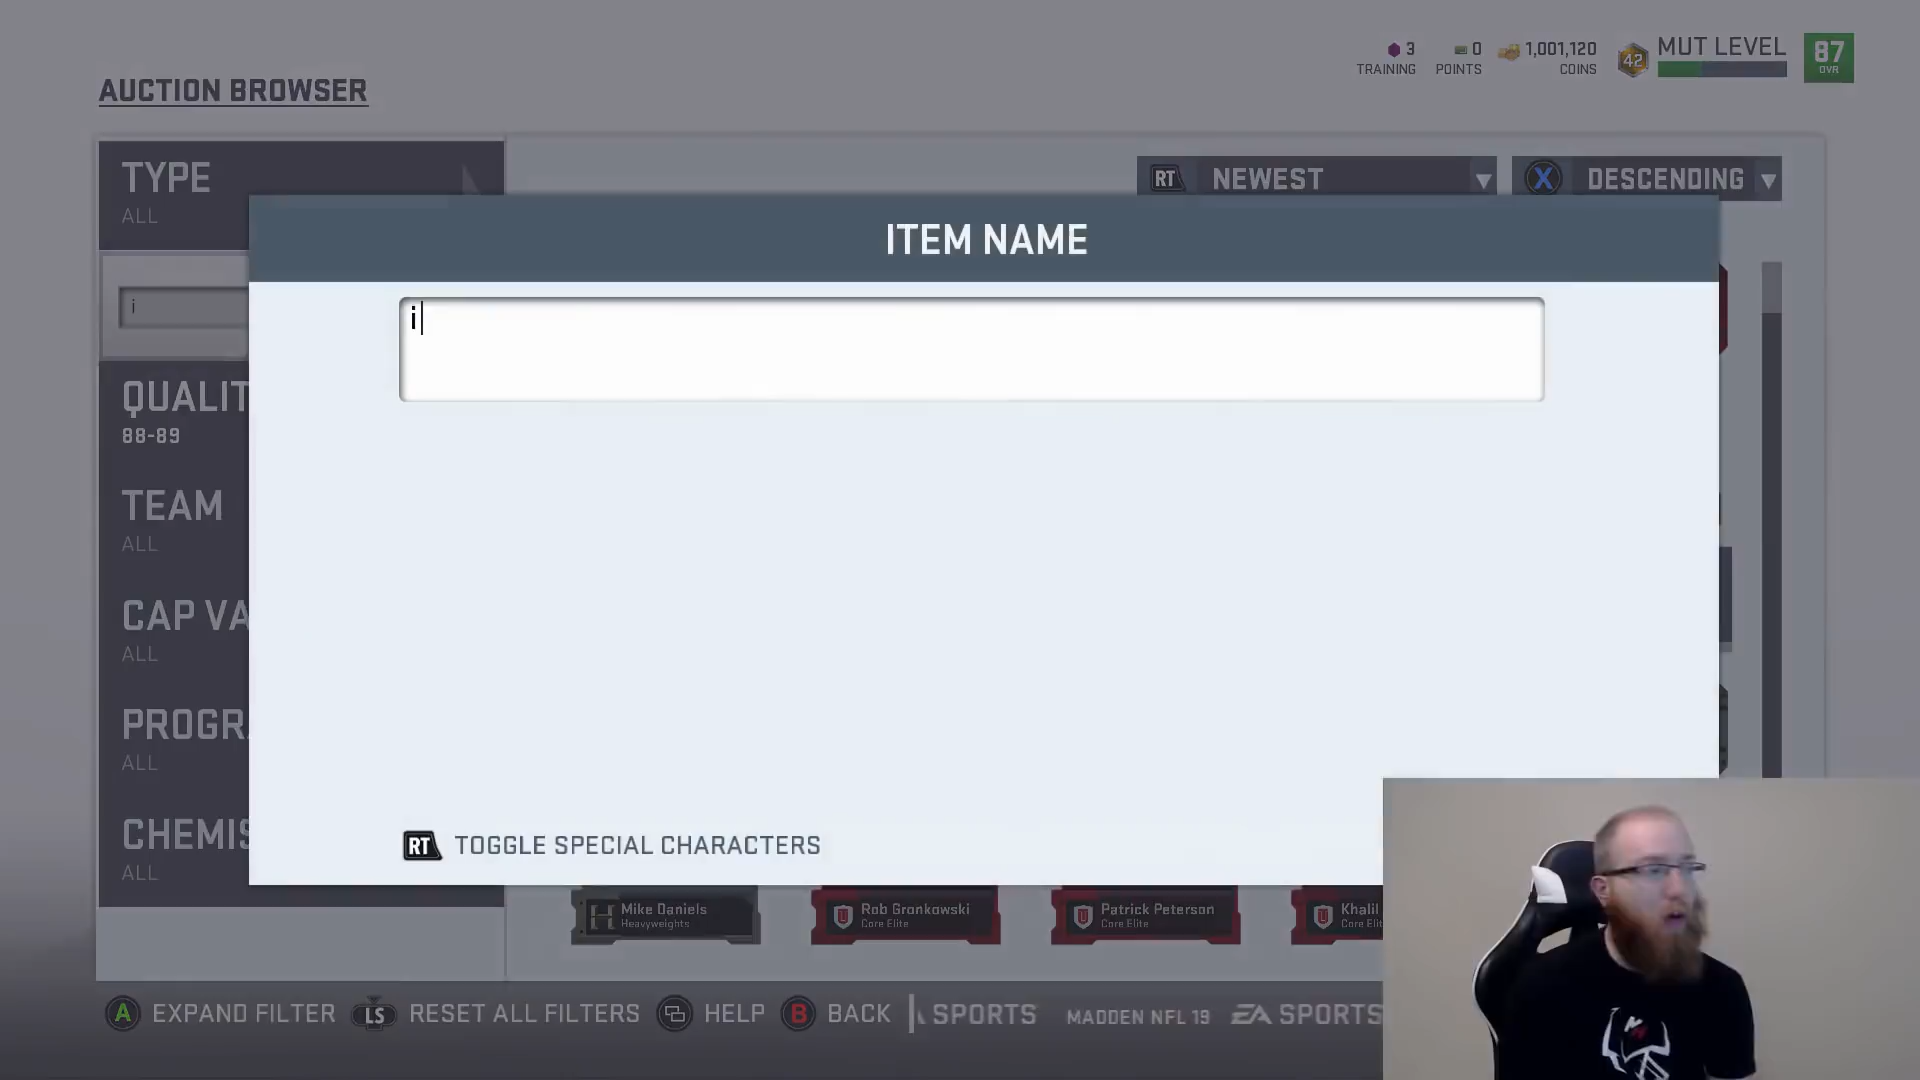 3
TRAINING
0
POINTS
1,001,120
COINS
42
MUT LEVEL
87
OVR
AUCTION BROWSER
TYPE
ALL
RT NEWEST
X DESCENDING
ITEM NAME
i
i
QUALIT
88-89
TEAM
ALL
CAP VA
ALL
PROGRA
ALL
CHEMIS
ALL
RT TOGGLE SPECIAL CHARACTERS
Mike Daniels
Heavyweights
Rob Gronkowski
Core Elite
Patrick Peterson
Core Elite
Khalil
Core Elit
A EXPAND FILTER LS RESET ALL FILTERS HELP B BACK SPORTS MADDEN NFL 19 EA SPORTS